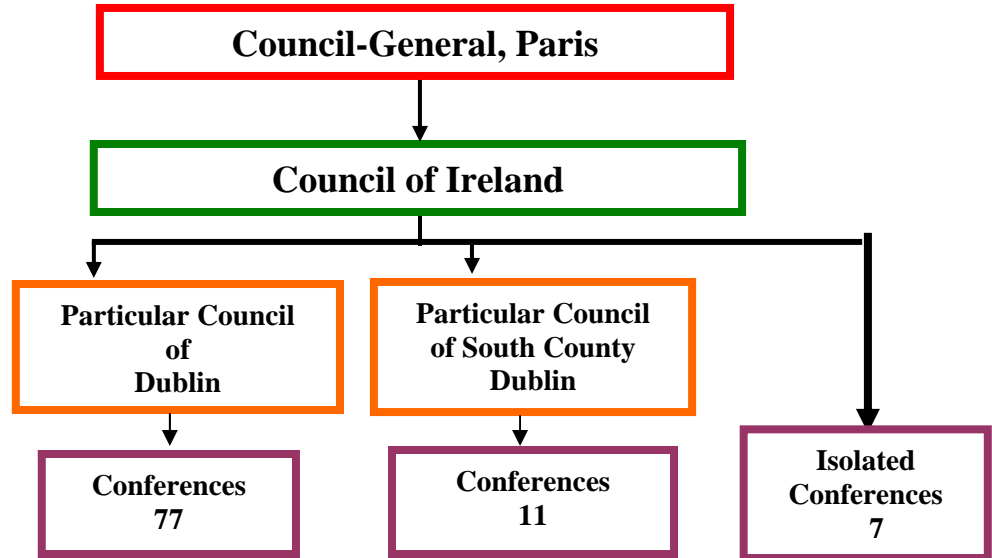 Council-General, Paris
Council of Ireland
Particular Council
of
Dublin
Particular Council
of South County
Dublin
Conferences
77
Conferences
11
Isolated
Conferences
7